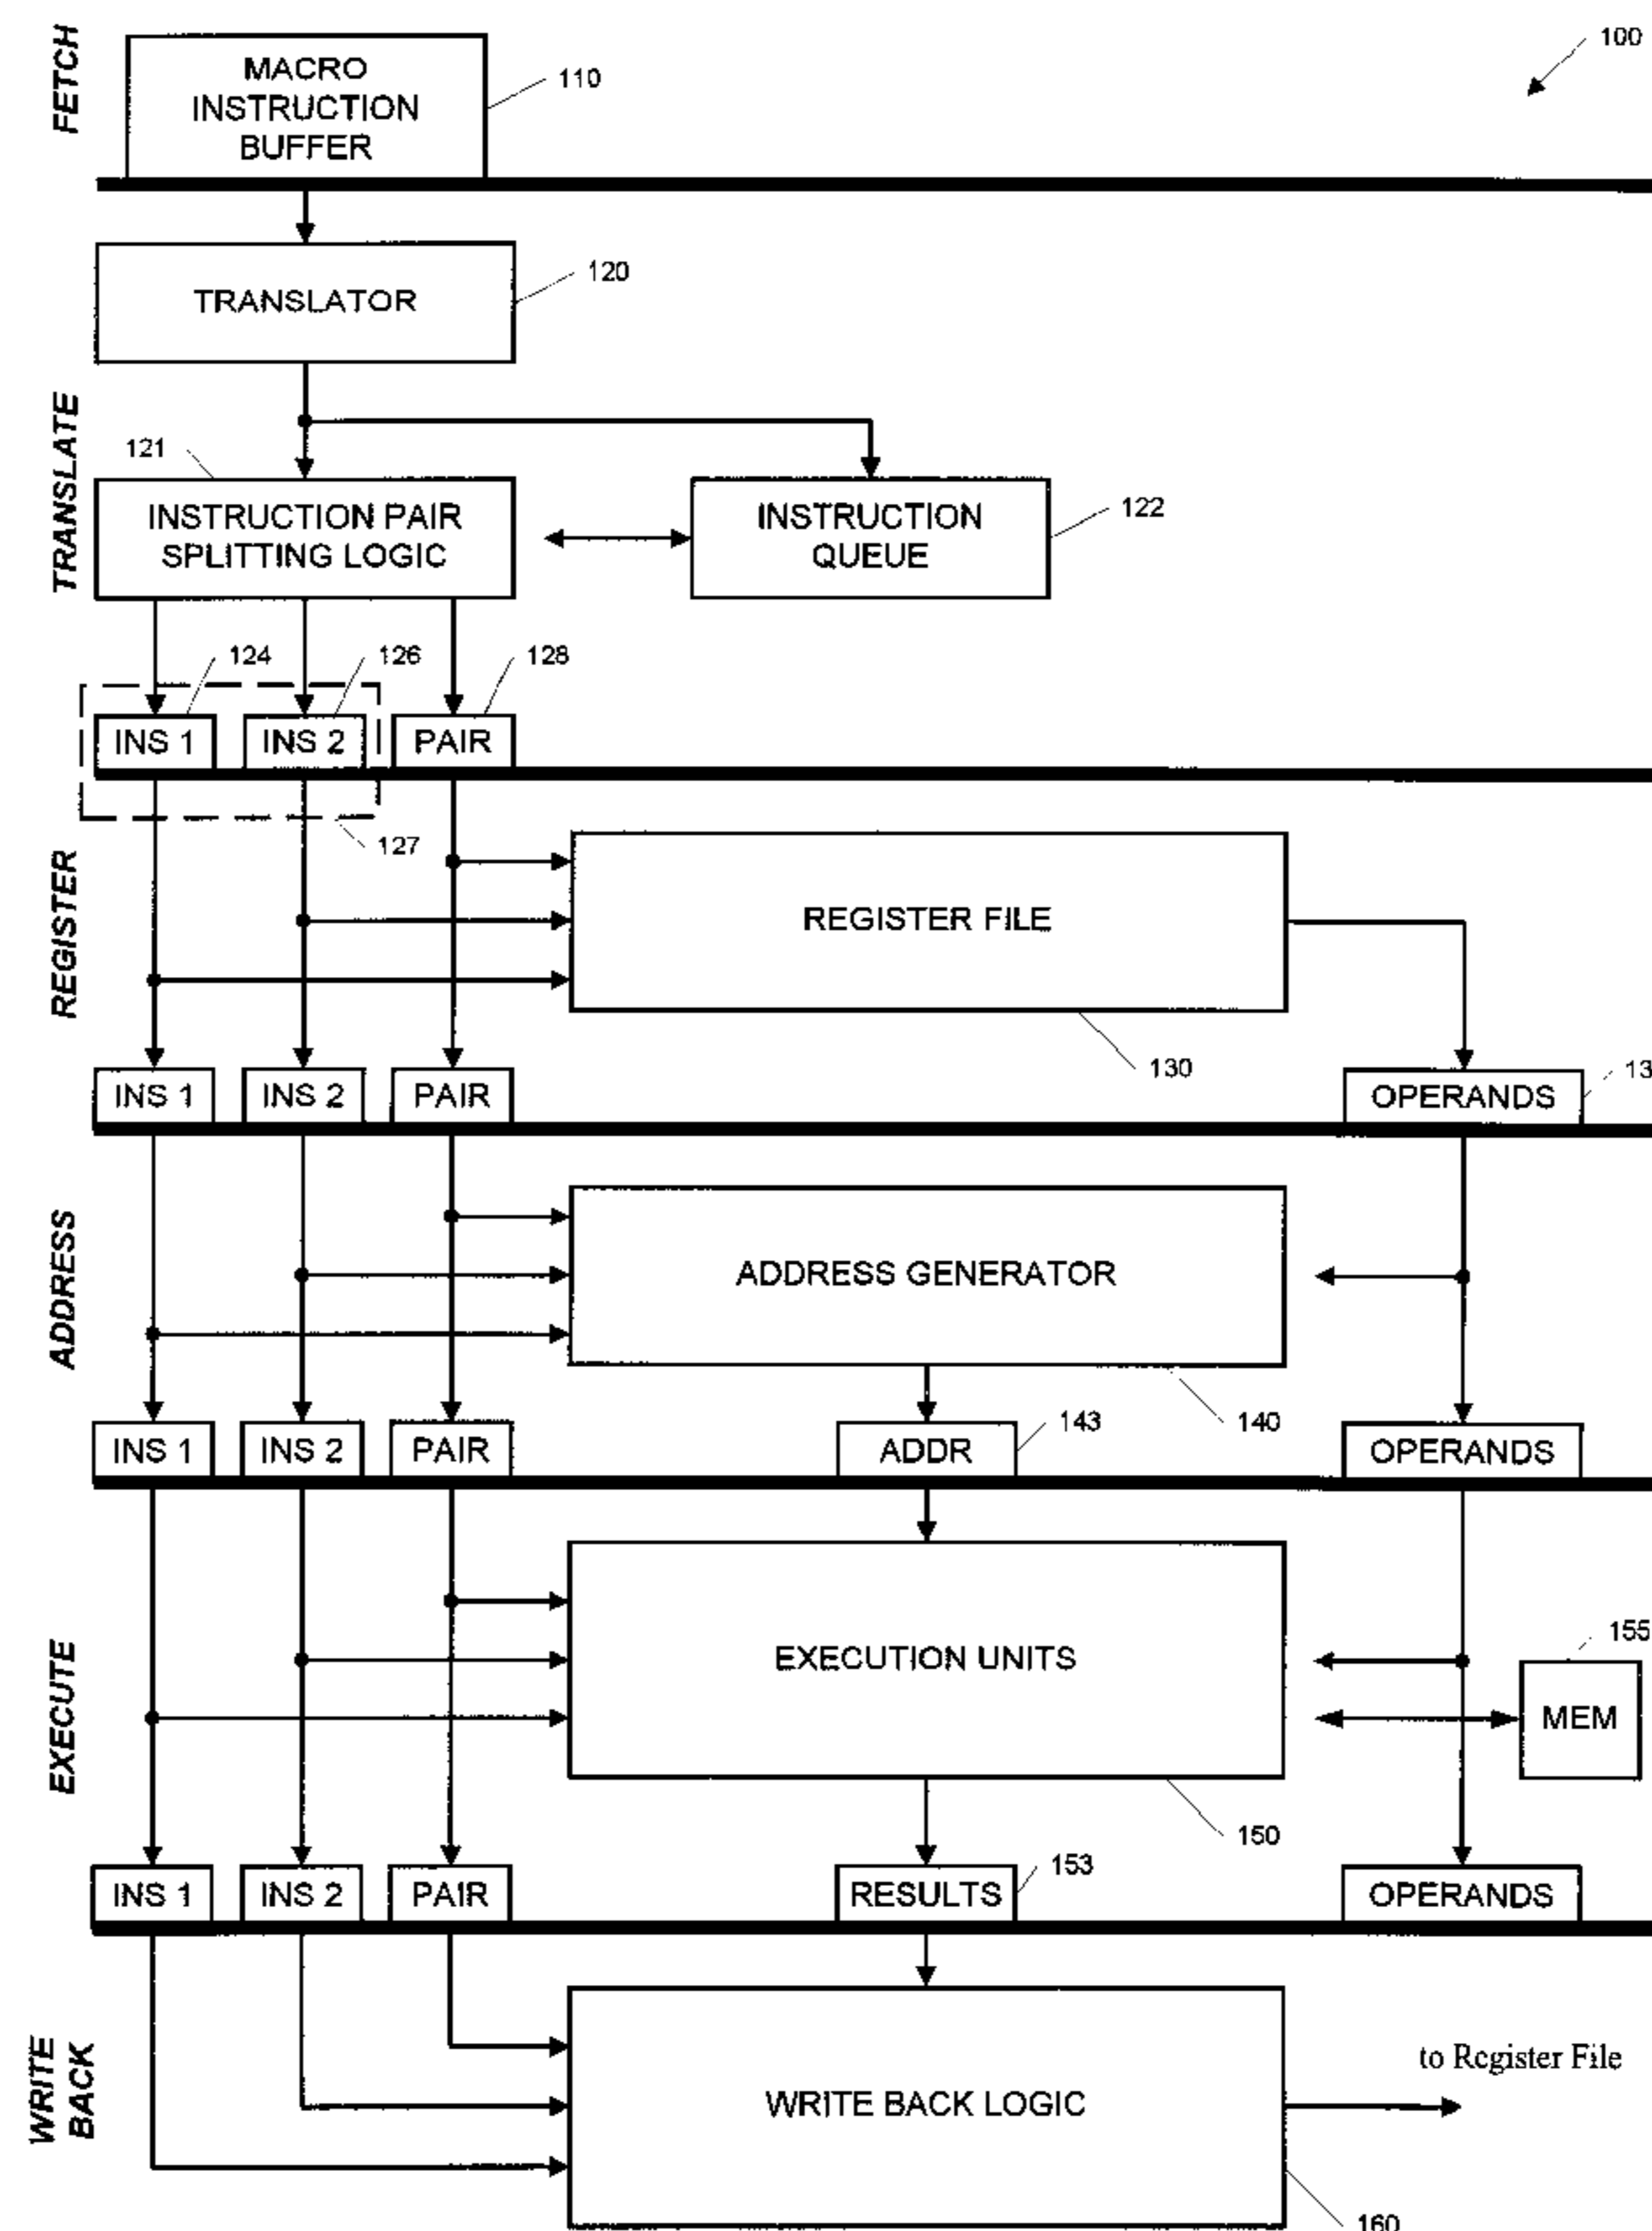 FETCH
MACRO
INSTRUCTION
BUFFER
110
100
TRANSLATOR
120
TRANSLATE
121
INSTRUCTION PAIR
SPLITTING LOGIC
INSTRUCTION
QUEUE
122
124
126
128
INS 1
INS 2
PAIR
127
REGISTER
REGISTER FILE
130
INS 1
INS 2
PAIR
OPERANDS
13
ADDRESS
ADDRESS GENERATOR
140
INS 1
INS 2
PAIR
ADDR
143
OPERANDS
EXECUTE
EXECUTION UNITS
155
MEM
150
INS 1
INS 2
PAIR
RESULTS
153
OPERANDS
WRITE
BACK
WRITE BACK LOGIC
to Register File
160